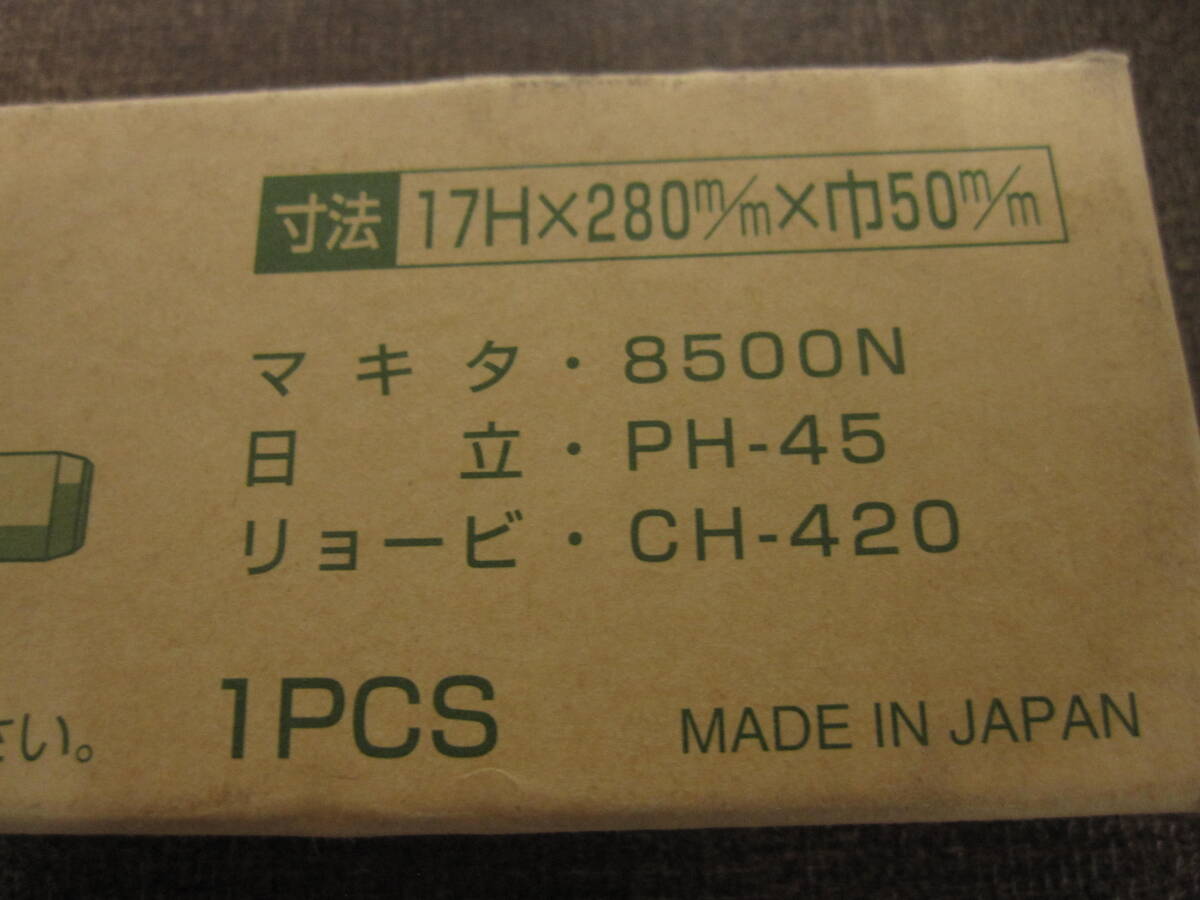 寸法 17H×280m/m×巾50m/m
マキタ・8500N
日立・PH-45
リョービ・CH-420
さい。 1PCS MADE IN JAPAN